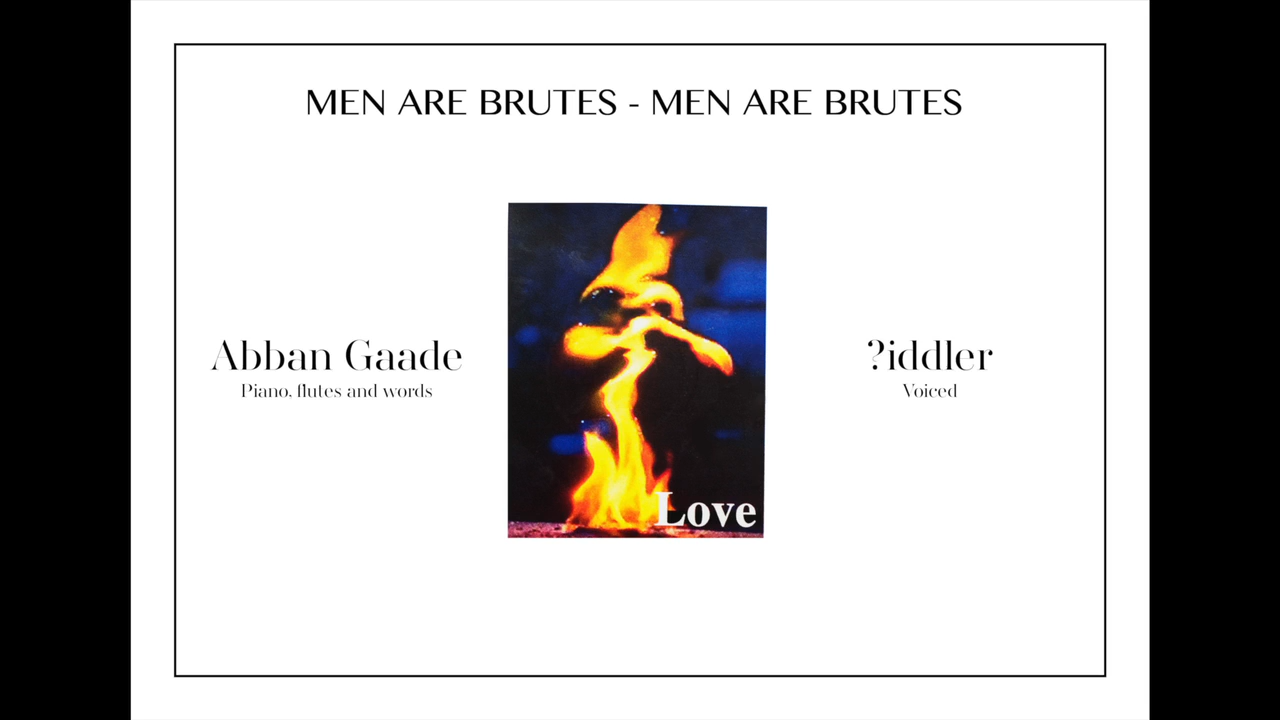 MEN ARE BRUTES - MEN ARE BRUTES
Abban Gaade
Piano, flutes and words
?iddler
Voiced
Love